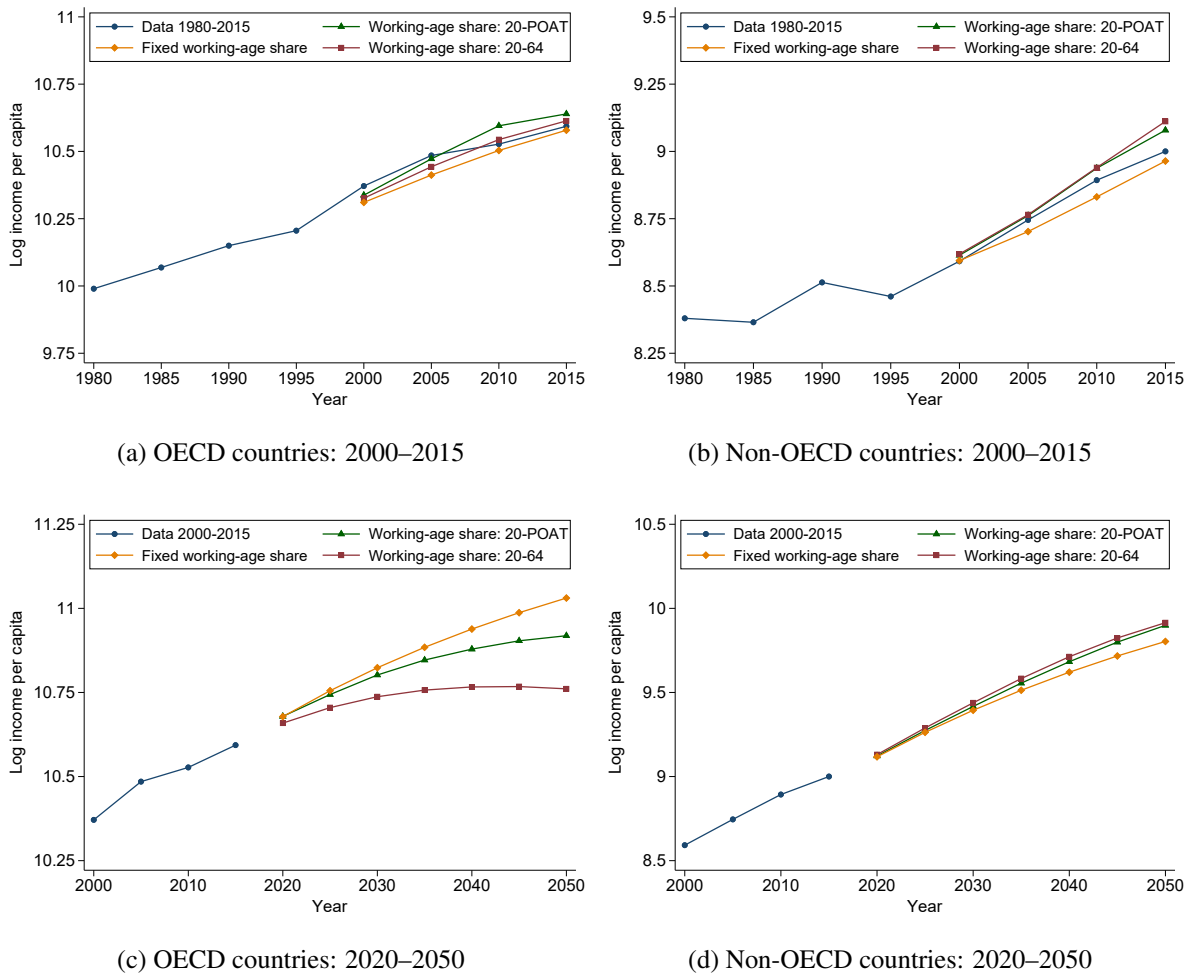 11
10.75
10.5
10.25
10
9.75
Log income per capita
Data 1980-2015
Working-age share: 20-POAT
Fixed working-age share
Working-age share: 20-64
1980 1985 1990 1995 2000 2005 2010 2015
Year
(a) OECD countries: 2000–2015
9.5
9.25
9
8.75
8.5
8.25
Log income per capita
Data 1980-2015
Working-age share: 20-POAT
Fixed working-age share
Working-age share: 20-64
1980 1985 1990 1995 2000 2005 2010 2015
Year
(b) Non-OECD countries: 2000–2015
11.25
11
10.75
10.5
10.25
Log income per capita
Data 2000-2015
Working-age share: 20-POAT
Fixed working-age share
Working-age share: 20-64
2000 2010 2020 2030 2040 2050
Year
(c) OECD countries: 2020–2050
10.5
10
9.5
9
8.5
Log income per capita
Data 2000-2015
Working-age share: 20-POAT
Fixed working-age share
Working-age share: 20-64
2000 2010 2020 2030 2040 2050
Year
(d) Non-OECD countries: 2020–2050